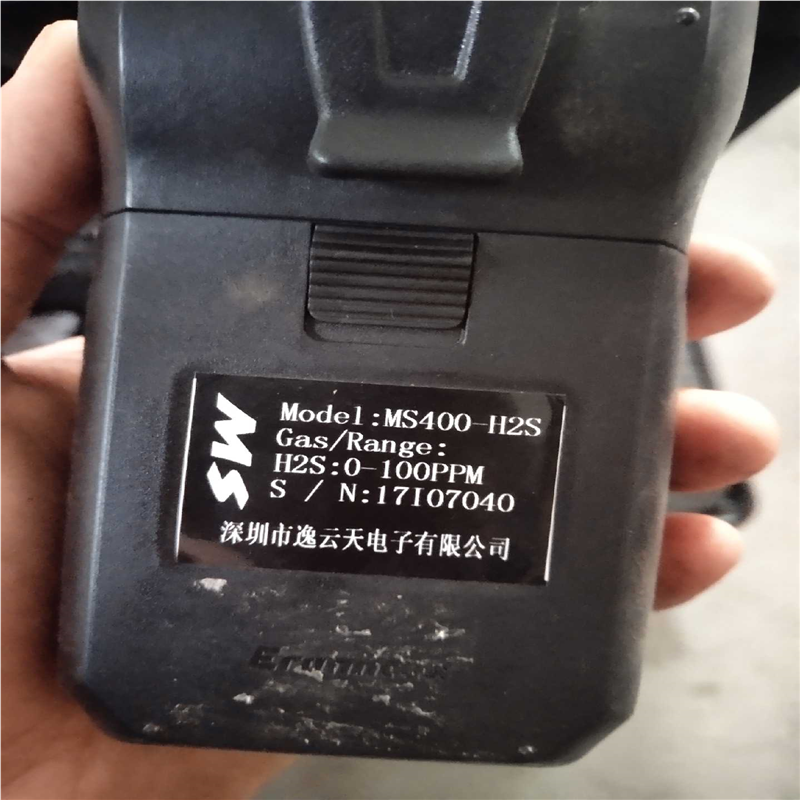 MS
Model:MS400-H2S
Gas/Range:
H2S:0-100PPM
S / N:17I07040
深圳市逸云天电子有限公司